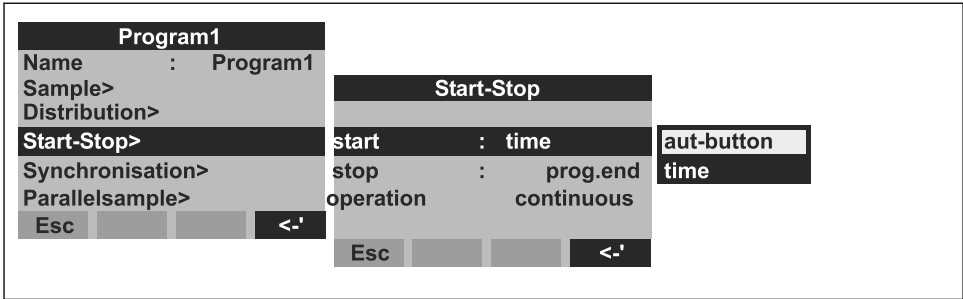 Program1
Name : Program1
Sample>
Distribution>
Start-Stop>
Synchronisation>
Parallelsample>
Esc <-'
Start-Stop
start : time
stop : prog.end
operation continuous
Esc <-'
aut-button
time